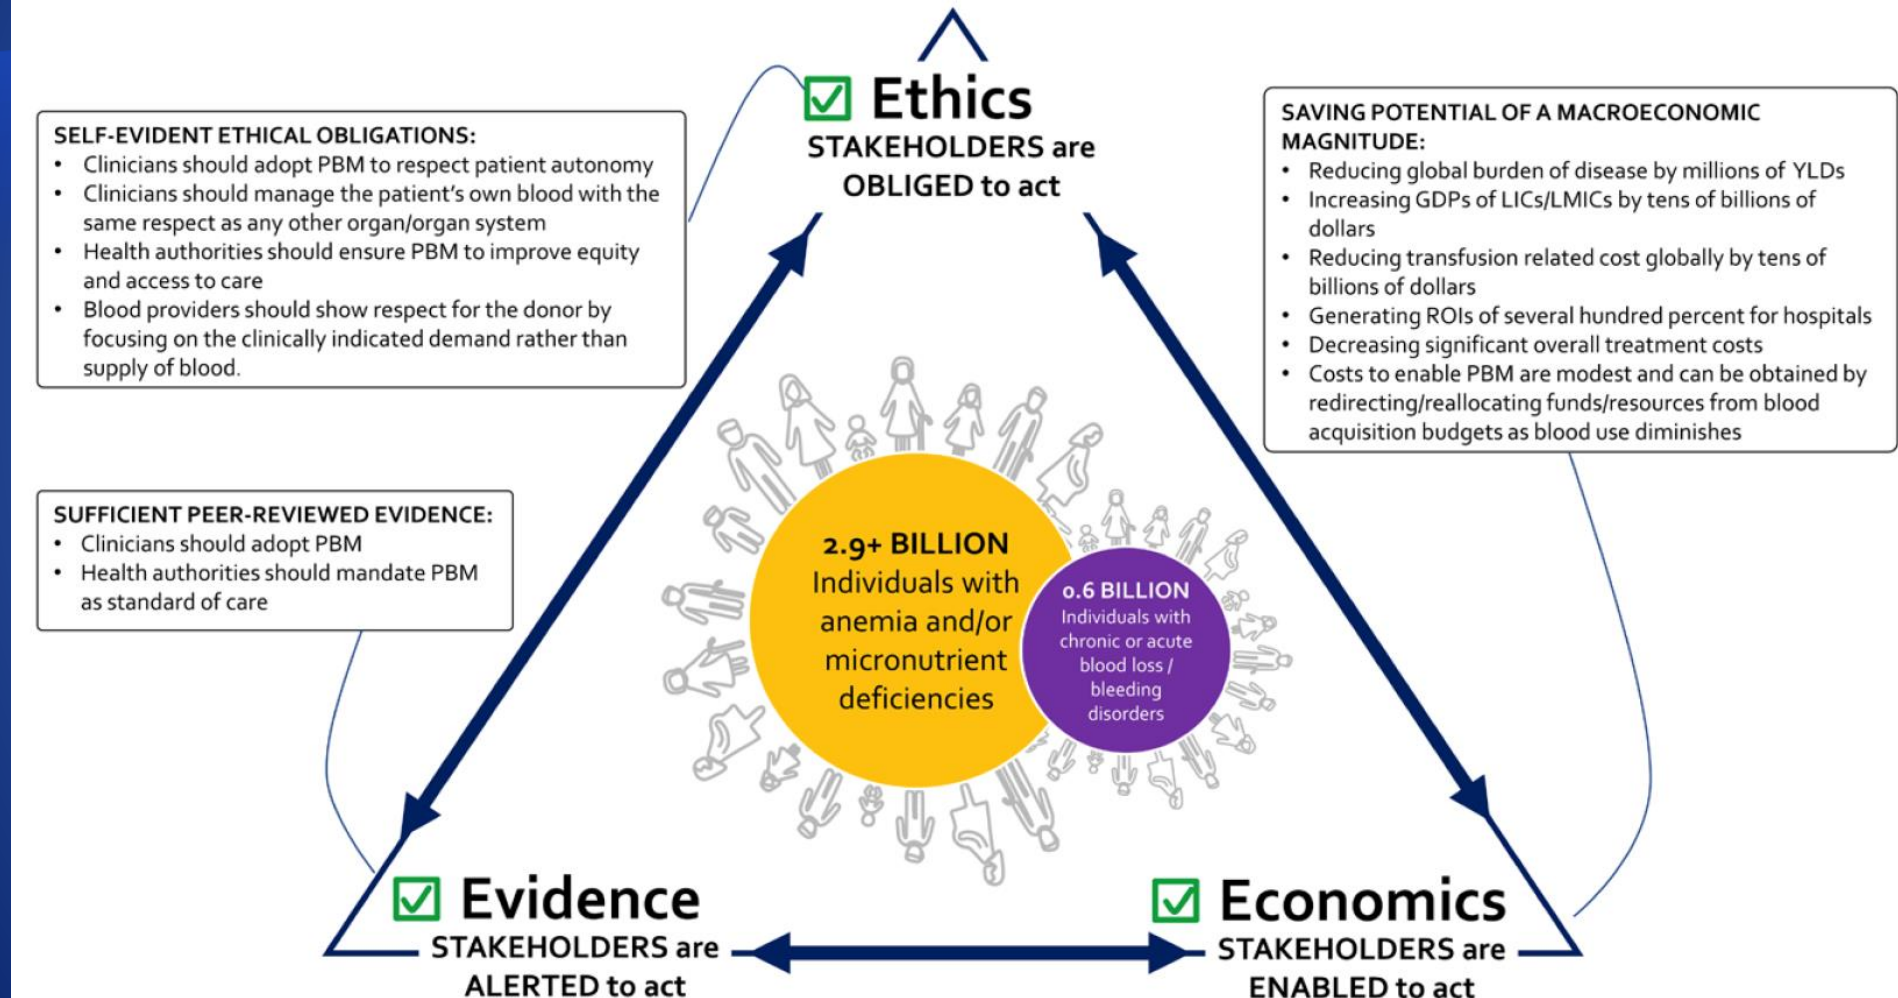 Ethics
STAKEHOLDERS are
OBLIGED to act
SELF-EVIDENT ETHICAL OBLIGATIONS:
• Clinicians should adopt PBM to respect patient autonomy
• Clinicians should manage the patient's own blood with the
same respect as any other organ/organ system
• Health authorities should ensure PBM to improve equity
and access to care
• Blood providers should show respect for the donor by
focusing on the clinically indicated demand rather than
supply of blood.
SAVING POTENTIAL OF A MACROECONOMIC
MAGNITUDE:
• Reducing global burden of disease by millions of YLDs
• Increasing GDPs of LICs/LMICs by tens of billions of
dollars
• Reducing transfusion related cost globally by tens of
billions of dollars
• Generating ROIs of several hundred percent for hospitals
• Decreasing significant overall treatment costs
• Costs to enable PBM are modest and can be obtained by
redirecting/reallocating funds/resources from blood
acquisition budgets as blood use diminishes
SUFFICIENT PEER-REVIEWED EVIDENCE:
• Clinicians should adopt PBM
• Health authorities should mandate PBM
as standard of care
2.9+ BILLION
Individuals with
anemia and/or
micronutrient
deficiencies
0.6 BILLION
Individuals with
chronic or acute
blood loss /
bleeding
disorders
Evidence
STAKEHOLDERS are
ALERTED to act
Economics
STAKEHOLDERS are
ENABLED to act